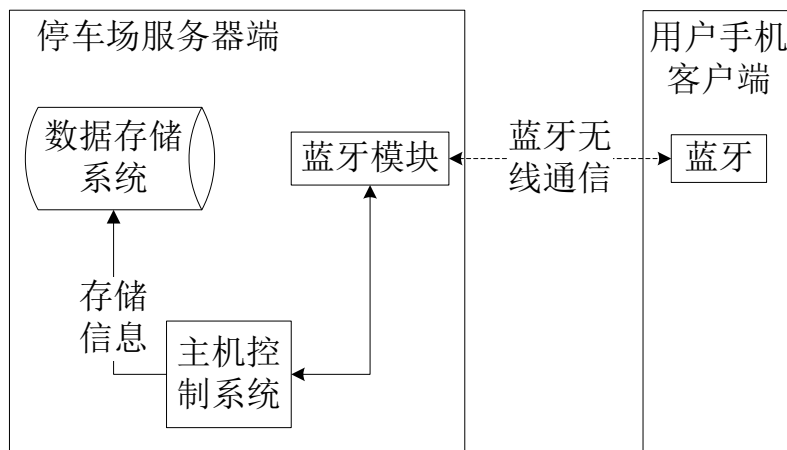 停车场服务器端
用户手机
客户端
数据存储
系统
蓝牙模块
蓝牙无
线通信
蓝牙
存储
信息
主机控
制系统